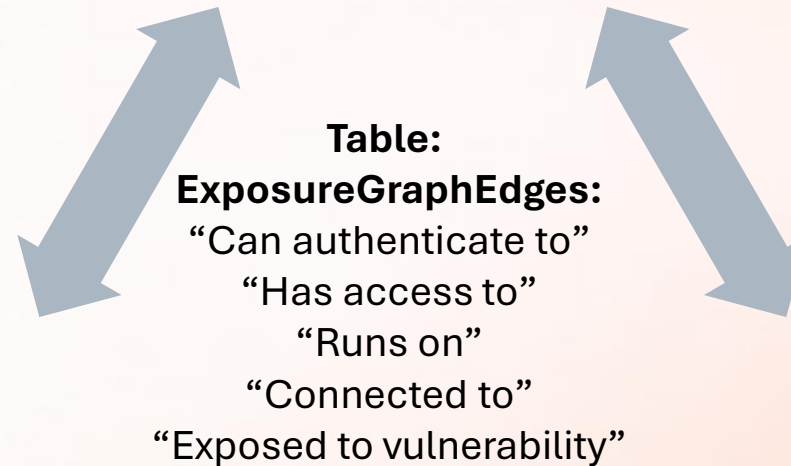 Table:
ExposureGraphEdges:
“Can authenticate to”
“Has access to”
“Runs on”
“Connected to”
“Exposed to vulnerability”